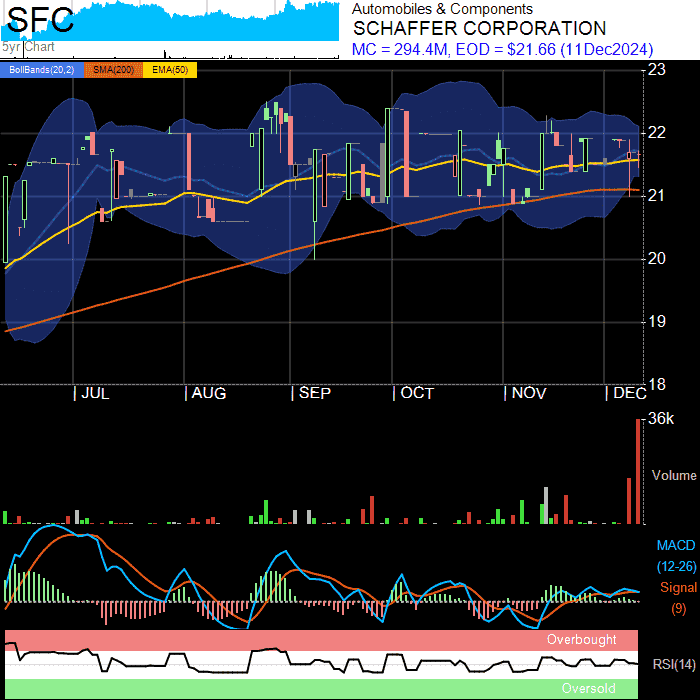 SFC
5yr Chart
Automobiles & Components
SCHAFFER CORPORATION
MC = 294.4M, EOD = $21.66 (11Dec2024)
BollBands(20,2) SMA(200) EMA(50)
23
22
21
20
19
18
JUL AUG SEP OCT NOV DEC
36k
Volume
MACD
(12-26)
Signal
(9)
Overbought
RSI(14)
Oversold